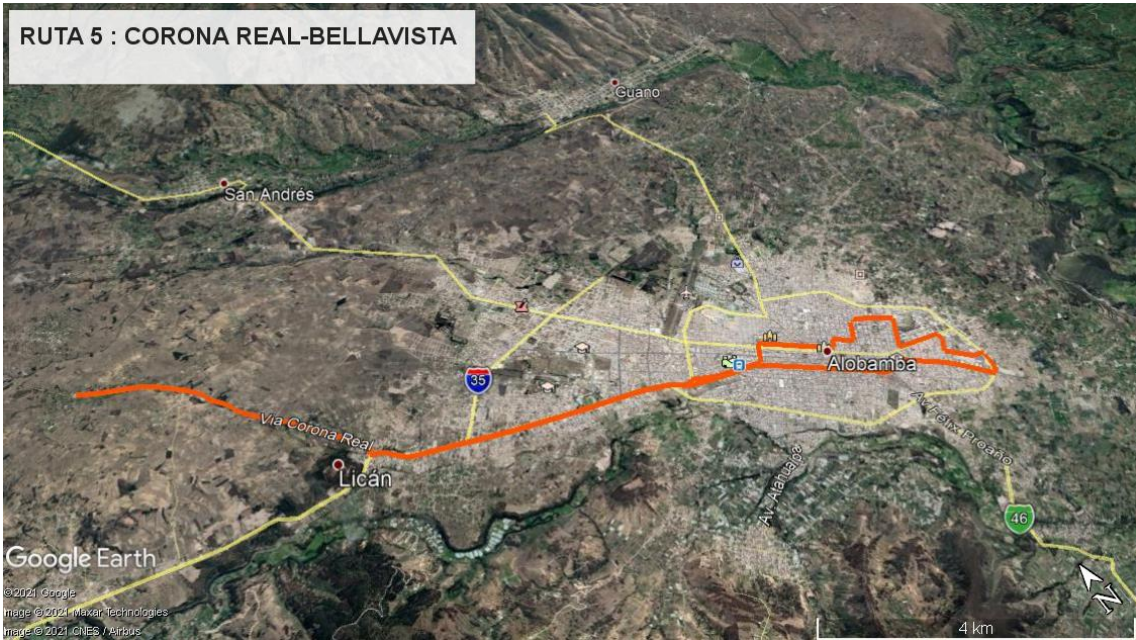 RUTA 5 : CORONA REAL-BELLAVISTA
Guano
San Andrés
35
Alobamba
Via Corona Real
Av. Félix Proaño
Licán
Av. Atahualpa
46
Google Earth
©2021 Google
Image © 2021 Maxar Technologies
Image © 2021 CNES / Airbus
N
4 km